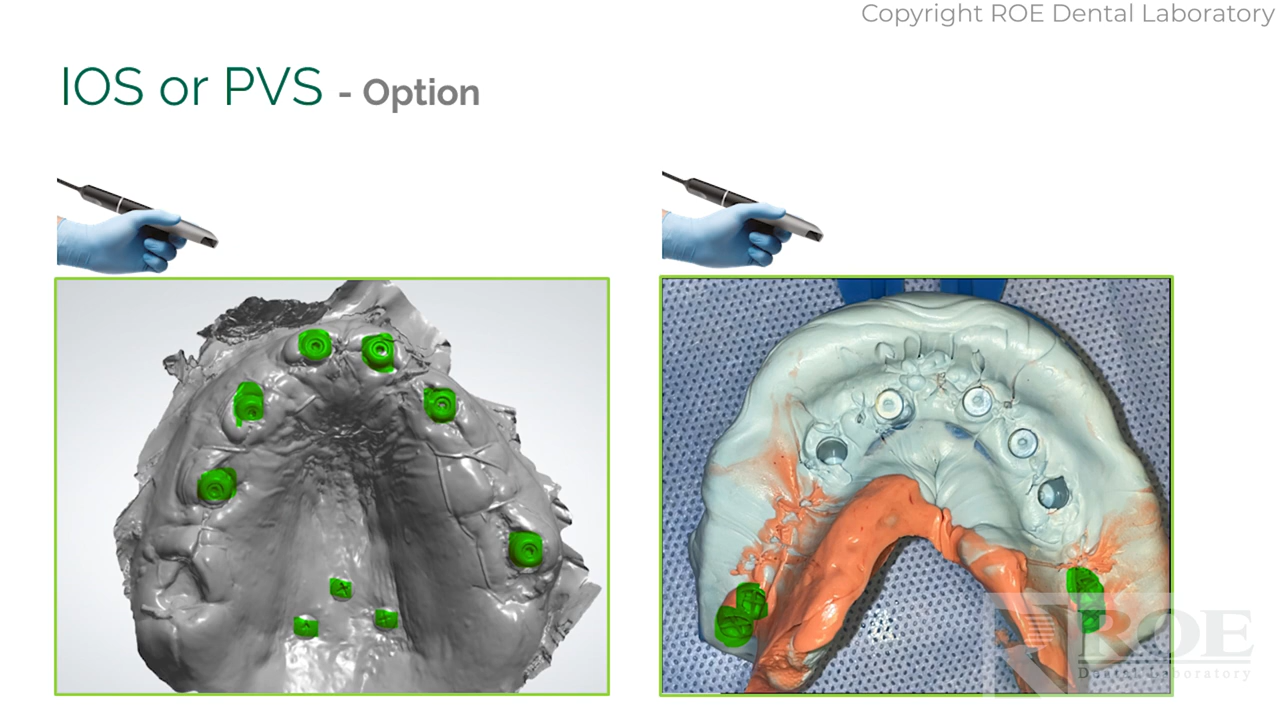 Copyright ROE Dental Laboratory
IOS or PVS - Option
ROE
Dental Laboratory